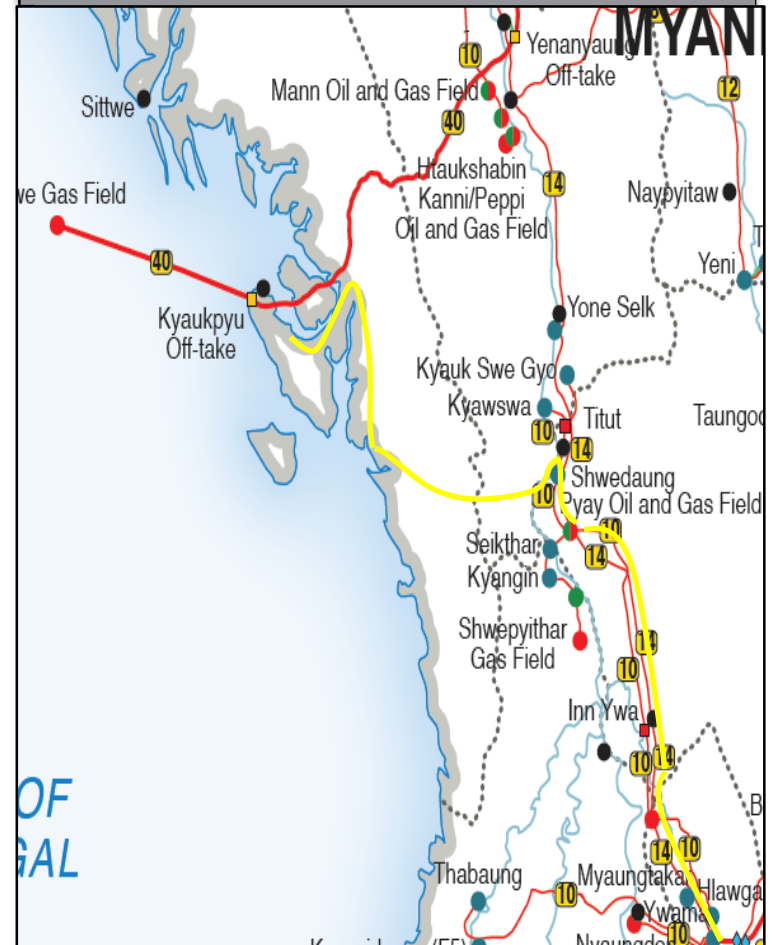 MYAN
10
Yenanyaung
Off-take
Mann Oil and Gas Field
12
Sittwe
40
Htaukshabin
Kanni/Peppi
Oil and Gas Field
14
Naypyitaw
we Gas Field
40
Yeni
T
Kyaukpyu
Off-take
Yone Selk
Kyauk Swe Gyo
Kyawswa
Titut
Taungoo
10
14
Shwedaung
10
Pyay Oil and Gas Field
10
Seikthar
14
Kyangin
Shwepyithar
Gas Field
14
10
Inn Ywa
14
10
OF
GAL
B
14
10
Thabaung
Myaungtaka
Hlawga
10
Ywama
10